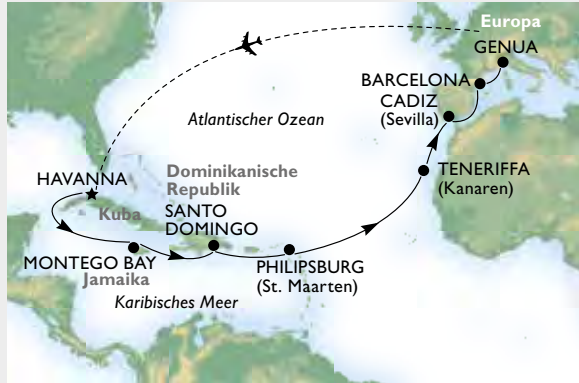 Europa
GENUA
BARCELONA
CADIZ
(Sevilla)
Atlantischer Ozean
TENERIFFA
(Kanaren)
Dominikanische
Republik
HAVANNA
Kuba
SANTO
DOMINGO
MONTEGO BAY
Jamaika
PHILIPSBURG
(St. Maarten)
Karibisches Meer